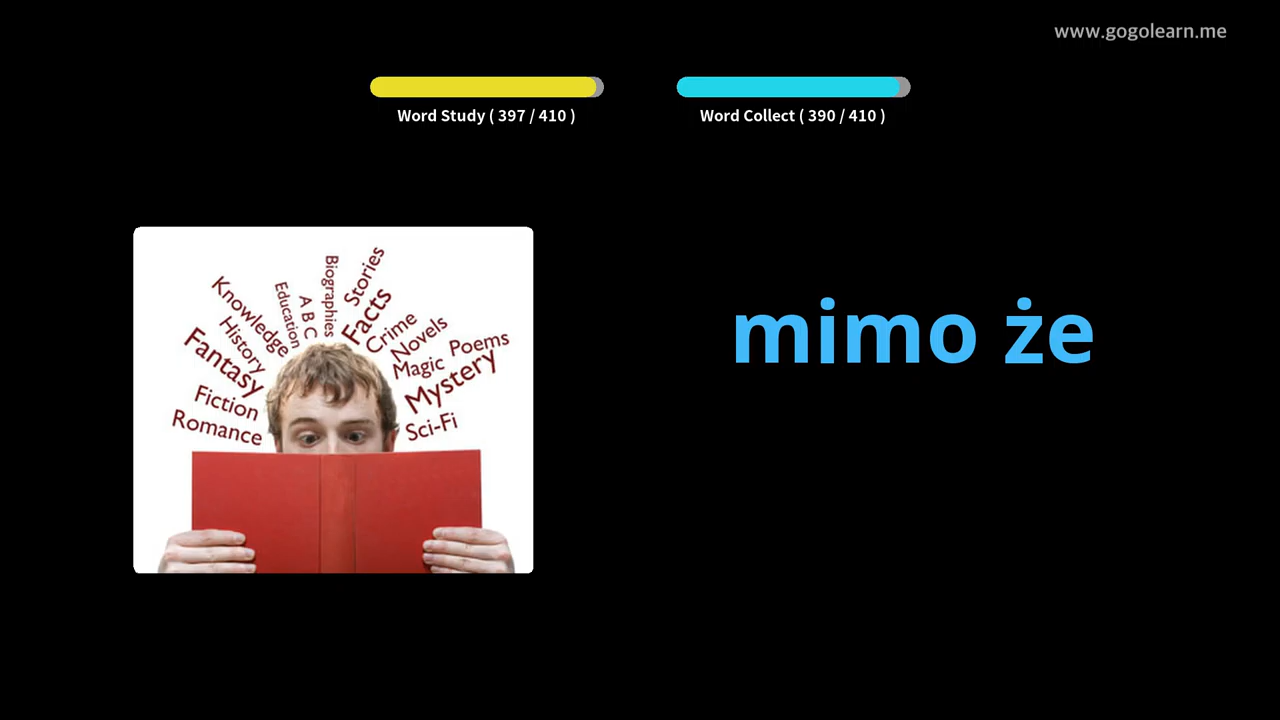 www.gogolearn.me
Word Study ( 397 / 410 )
Word Collect ( 390 / 410 )
mimo że
Romance
Fiction
Fantasy
History
Knowledge
Education
A B C
Biographies
Stories
Facts
Crime
Novels
Magic
Poems
Mystery
Sci-Fi